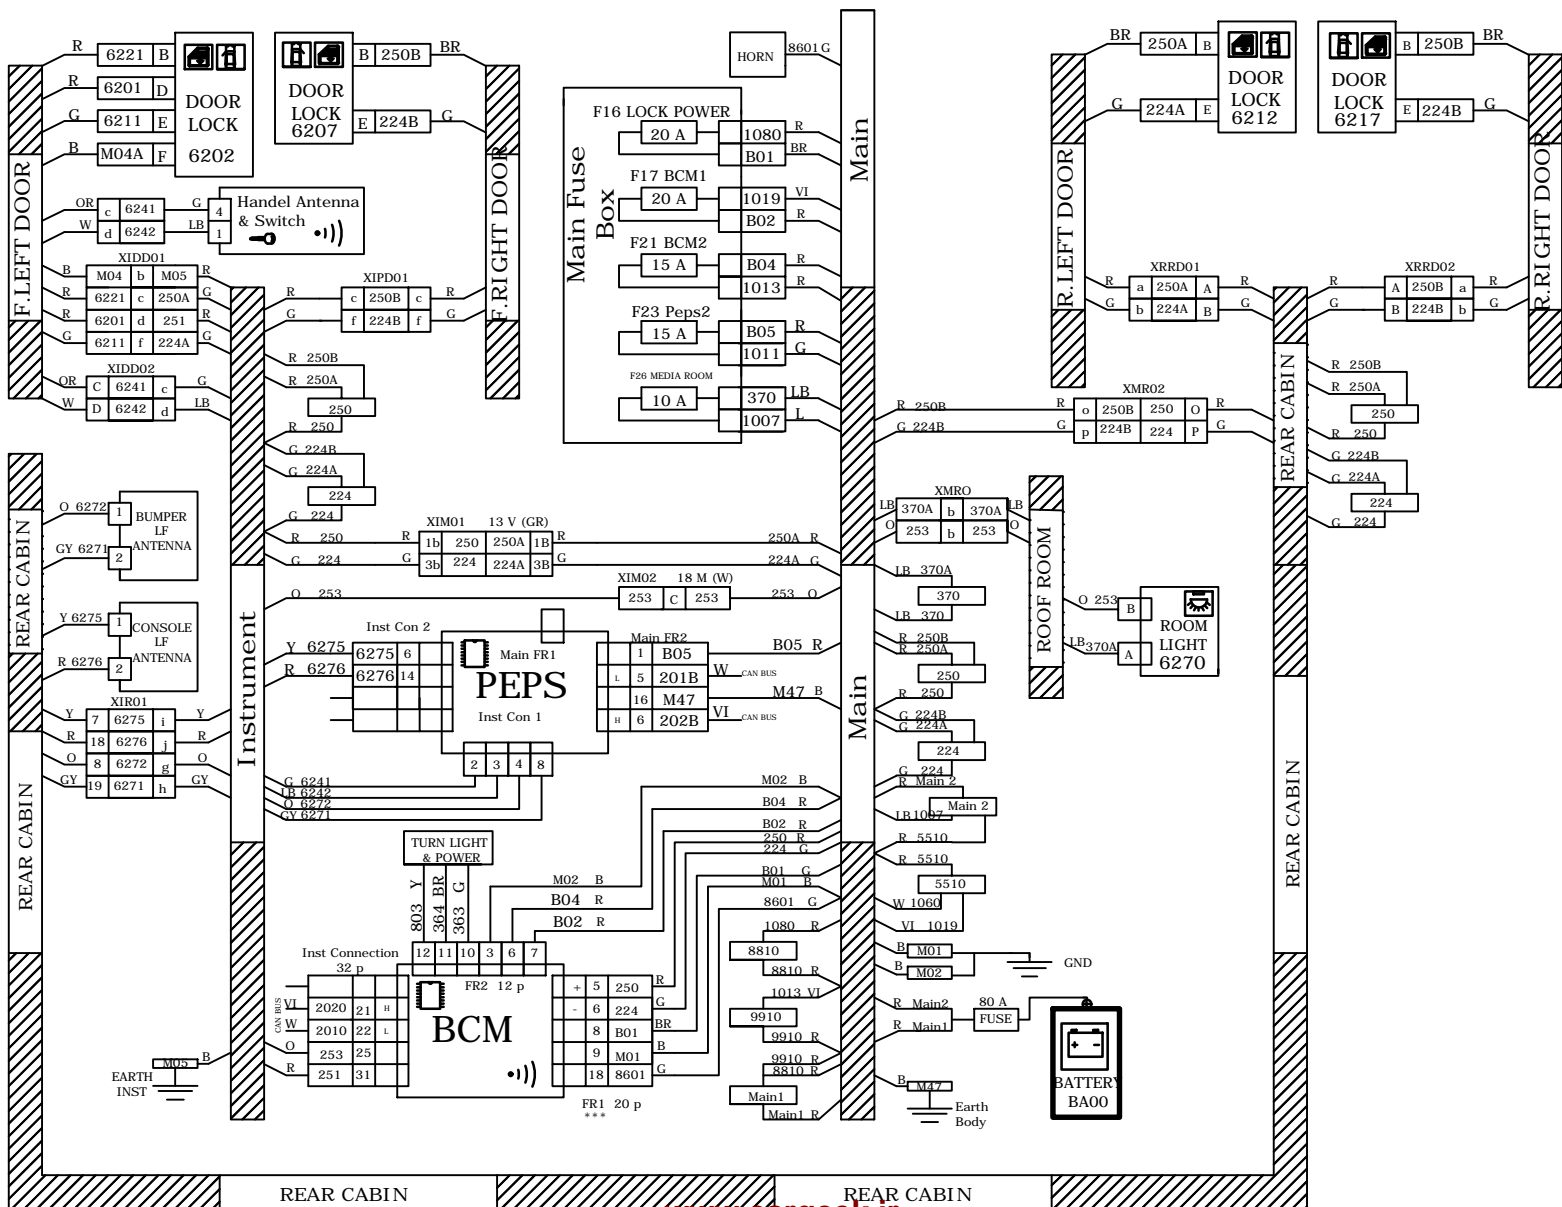 R 6221 B
R 6201 D
G 6211 E
B M04A F
DOOR
LOCK
6202
B 250B BR
E 224B G
DOOR
LOCK
6207
F.LEFT DOOR
F.RIGHT DOOR
OR c 6241 G 4
W d 6242 LB 1
Handel Antenna
& Switch
XIDD01
B M04 b M05 R
R 6221 c 250A G
R 6201 d 251 R
G 6211 f 224A G
XIDD02
OR C 6241 c G
W D 6242 d LB
XIPD01
R c 250B c R
G f 224B f G
R 250B
R 250A
250
R 250
G 224B
G 224A
224
G 224
HORN
8601 G
Main Fuse
Box
F16 LOCK POWER
20 A 1080 R
B01 BR
F17 BCM1
20 A 1019 VI
B02 R
F21 BCM2
15 A B04 R
1013 R
F23 Peps2
15 A B05 R
1011 G
F26 MEDIA ROOM
10 A 370 LB
1007 L
Main
BR 250A B
G 224A E
DOOR
LOCK
6212
B 250B BR
E 224B G
DOOR
LOCK
6217
R.LEFT DOOR
R.RIGHT DOOR
XRRD01
R a 250A A R
G b 224A B G
XRRD02
R A 250B a R
G B 224B b G
REAR CABIN
R 250B
R 250A
250
R 250
G 224B
G 224A
224
G 224
XMR02
R 250B R o 250B 250 O R
G 224B G p 224B 224 P G
REAR CABIN
O 6272 1
GY 6271 2
BUMPER
LF
ANTENNA
Y 6275 1
R 6276 2
CONSOLE
LF
ANTENNA
XIR01
Y 7 6275 i Y
R 18 6276 j R
O 8 6272 g O
GY 19 6271 h GY
REAR CABIN
Instrument
XIM01 13 V (GR)
R 250 R 1b 250 250A 1B R 250A R
G 224 G 3b 224 224A 3B G 224A G
XIM02 18 M (W)
O 253 253 C 253 253 O
XMRO
LB 370A b 370A LB
O 253 b 253 O
ROOF ROOM
O 253 B
LB 370A A
ROOM
LIGHT
6270
Inst Con 2
Y 6275 6275 6
R 6276 6276 14
Main FR1
PEPS
Inst Con 1
2 3 4 8
Main FR2
1 B05 B05 R
L 5 201B W CAN BUS
16 M47 M47 B
H 6 202B VI CAN BUS
G 6241
LB 6242
O 6272
GY 6271
Main
LB 370A
370
LB 370
R 250B
R 250A
250
R 250
G 224B
G 224A
224
G 224
R Main 2
Main 2
LB 1007
R 5510
R 5510
5510
W 1060
VI 1019
B M01
B M02
GND
R Main2
R Main1
80 A
FUSE
BATTERY
BA00
B M47
Earth
Body
M02 B
B04 R
B02 R
250 R
224 G
B01 G
M01 B
8601 G
M02 B
B04 R
B02 R
1080 R
8810
8810 R
1013 VI
9910
9910 R
9910 R
8810 R
Main1
Main1 R
TURN LIGHT
& POWER
803 Y
364 BR
363 G
12 11 10 3 6 7
FR2 12 p
Inst Connection
32 p
CAN BUS
VI 2020 21 H
W 2010 22 L
O 253 25
R 251 31
BCM
+ 5 250 R
- 6 224 G
8 B01 BR
9 M01 B
18 8601 G
FR1 20 p
***
M05 B
EARTH
INST
REAR CABIN
REAR CABIN
REAR CABIN